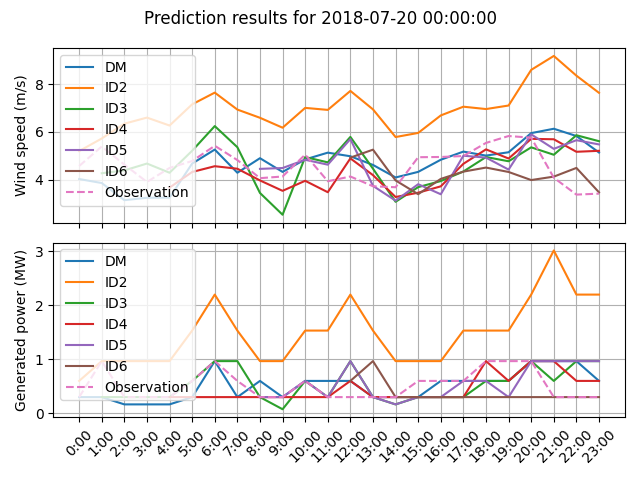 Prediction results for 2018-07-20 00:00:00
Wind speed (m/s)
8
6
4
DM
ID2
ID3
ID4
ID5
ID6
Observation
Generated power (MW)
3
2
1
0
DM
ID2
ID3
ID4
ID5
ID6
Observation
0:00 1:00 2:00 3:00 4:00 5:00 6:00 7:00 8:00 9:00 10:00 11:00 12:00 13:00 14:00 15:00 16:00 17:00 18:00 19:00 20:00 21:00 22:00 23:00